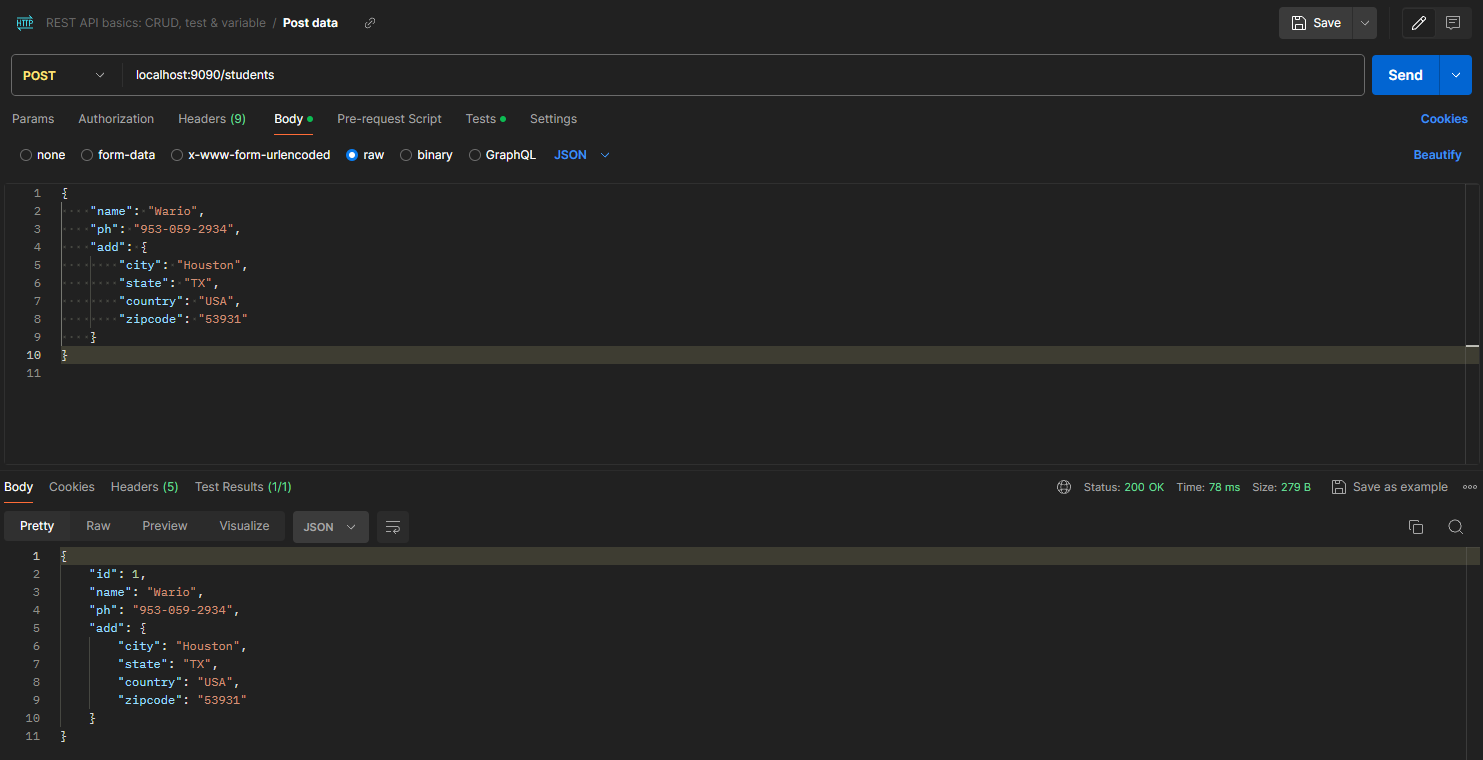 HTTP REST API basics: CRUD, test & variable / Post data Save
POST localhost:9090/students Send
Params Authorization Headers (9) Body Pre-request Script Tests Settings Cookies
none form-data x-www-form-urlencoded raw binary GraphQL JSON Beautify
1 {
2 "name": "Wario",
3 "ph": "953-059-2934",
4 "add": {
5 "city": "Houston",
6 "state": "TX",
7 "country": "USA",
8 "zipcode": "53931"
9 }
10 }
11
Body Cookies Headers (5) Test Results (1/1) Status: 200 OK Time: 78 ms Size: 279 B Save as example
Pretty Raw Preview Visualize JSON
1 {
2 "id": 1,
3 "name": "Wario",
4 "ph": "953-059-2934",
5 "add": {
6 "city": "Houston",
7 "state": "TX",
8 "country": "USA",
9 "zipcode": "53931"
10 }
11 }